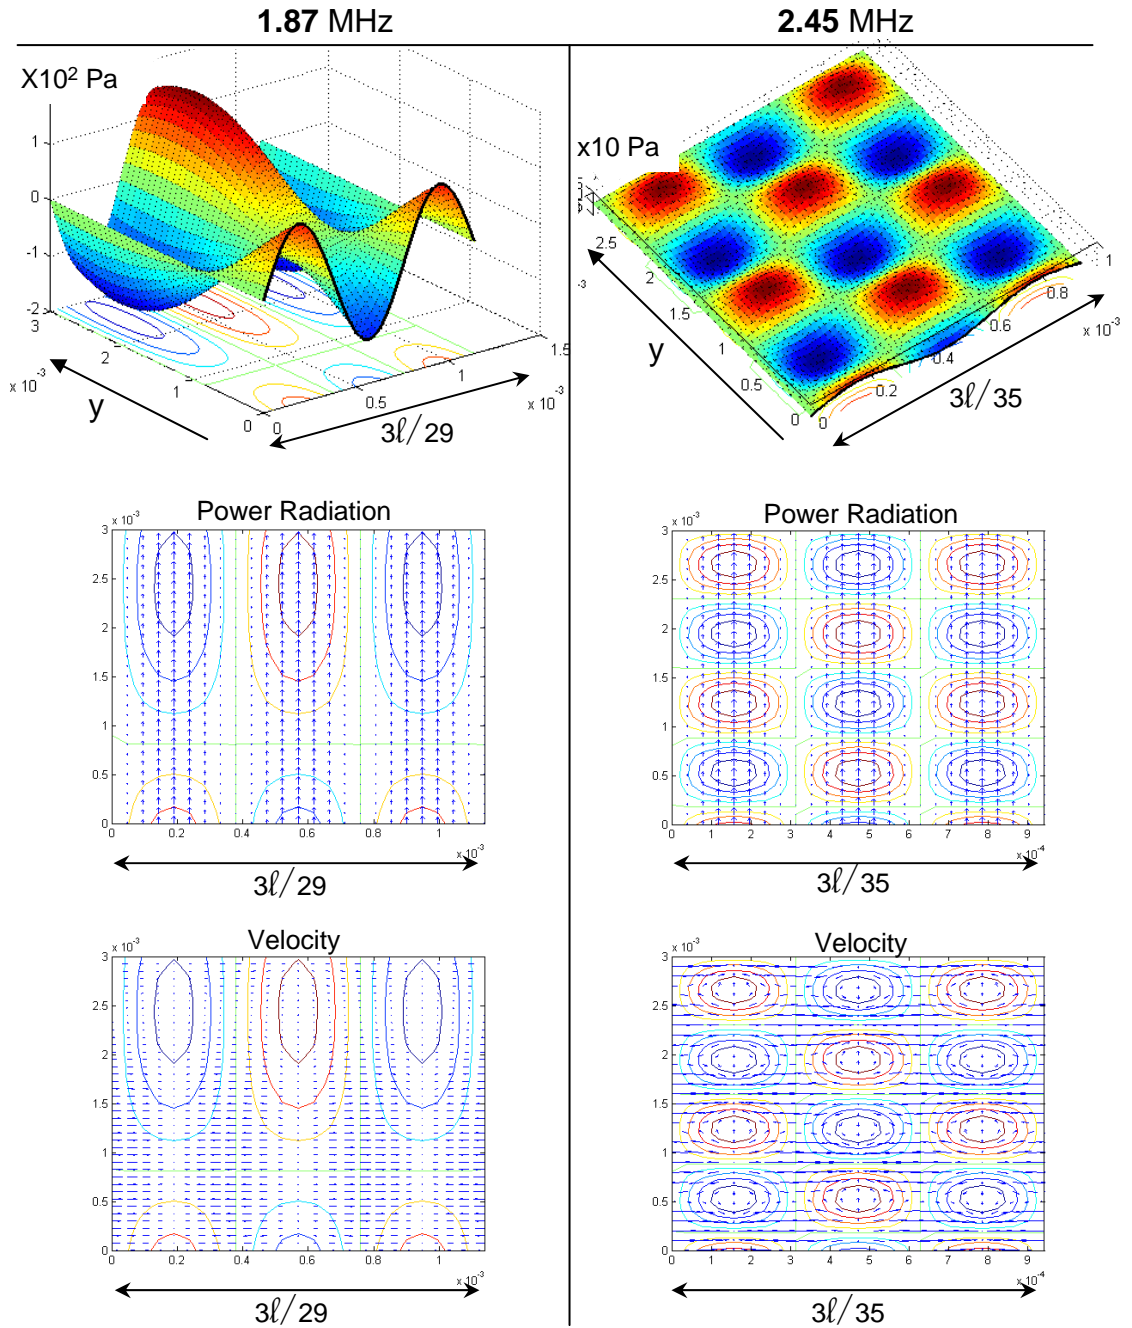 1.87 MHz
2.45 MHz
X10² Pa
1
0
-1
-2
3
2
1
0
x 10⁻³
y
0
0.5
1
1.5
x 10⁻³
3ℓ/29
x10 Pa
2.5
2
1.5
1
0.5
0
-3
y
0
0.2
0.4
0.6
0.8
1
x 10⁻³
3ℓ/35
Power Radiation
x 10⁻³
3
2.5
2
1.5
1
0.5
0
0 0.2 0.4 0.6 0.8 1
x 10⁻³
3ℓ/29
Power Radiation
x 10⁻³
3
2.5
2
1.5
1
0.5
0
0 1 2 3 4 5 6 7 8 9
x 10⁻⁴
3ℓ/35
Velocity
x 10⁻³
3
2.5
2
1.5
1
0.5
0
0 0.2 0.4 0.6 0.8 1
x 10⁻³
3ℓ/29
Velocity
x 10⁻³
3
2.5
2
1.5
1
0.5
0
0 1 2 3 4 5 6 7 8 9
x 10⁻⁴
3ℓ/35